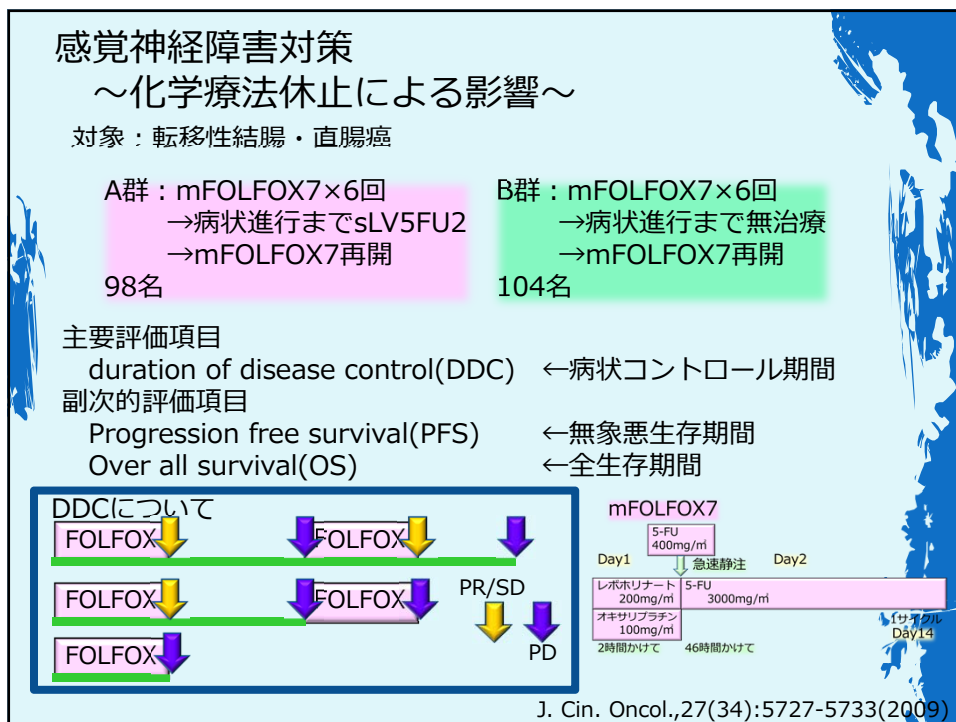 感覚神経障害対策
～化学療法休止による影響～
対象：転移性結腸・直腸癌
A群：mFOLFOX7×6回
→病状進行までsLV5FU2
→mFOLFOX7再開
98名
B群：mFOLFOX7×6回
→病状進行まで無治療
→mFOLFOX7再開
104名
主要評価項目
duration of disease control(DDC) ←病状コントロール期間
副次的評価項目
Progression free survival(PFS) ←無象悪生存期間
Over all survival(OS) ←全生存期間
DDCについて
FOLFOX FOLFOX
FOLFOX FOLFOX
FOLFOX
PR/SD
PD
mFOLFOX7
5-FU
400mg/㎡
Day1 急速静注 Day2
レボホリナート
200mg/㎡
5-FU
3000mg/㎡
オキサリプラチン
100mg/㎡
2時間かけて 46時間かけて
1サイクル
Day14
J. Cin. Oncol.,27(34):5727-5733(2009)